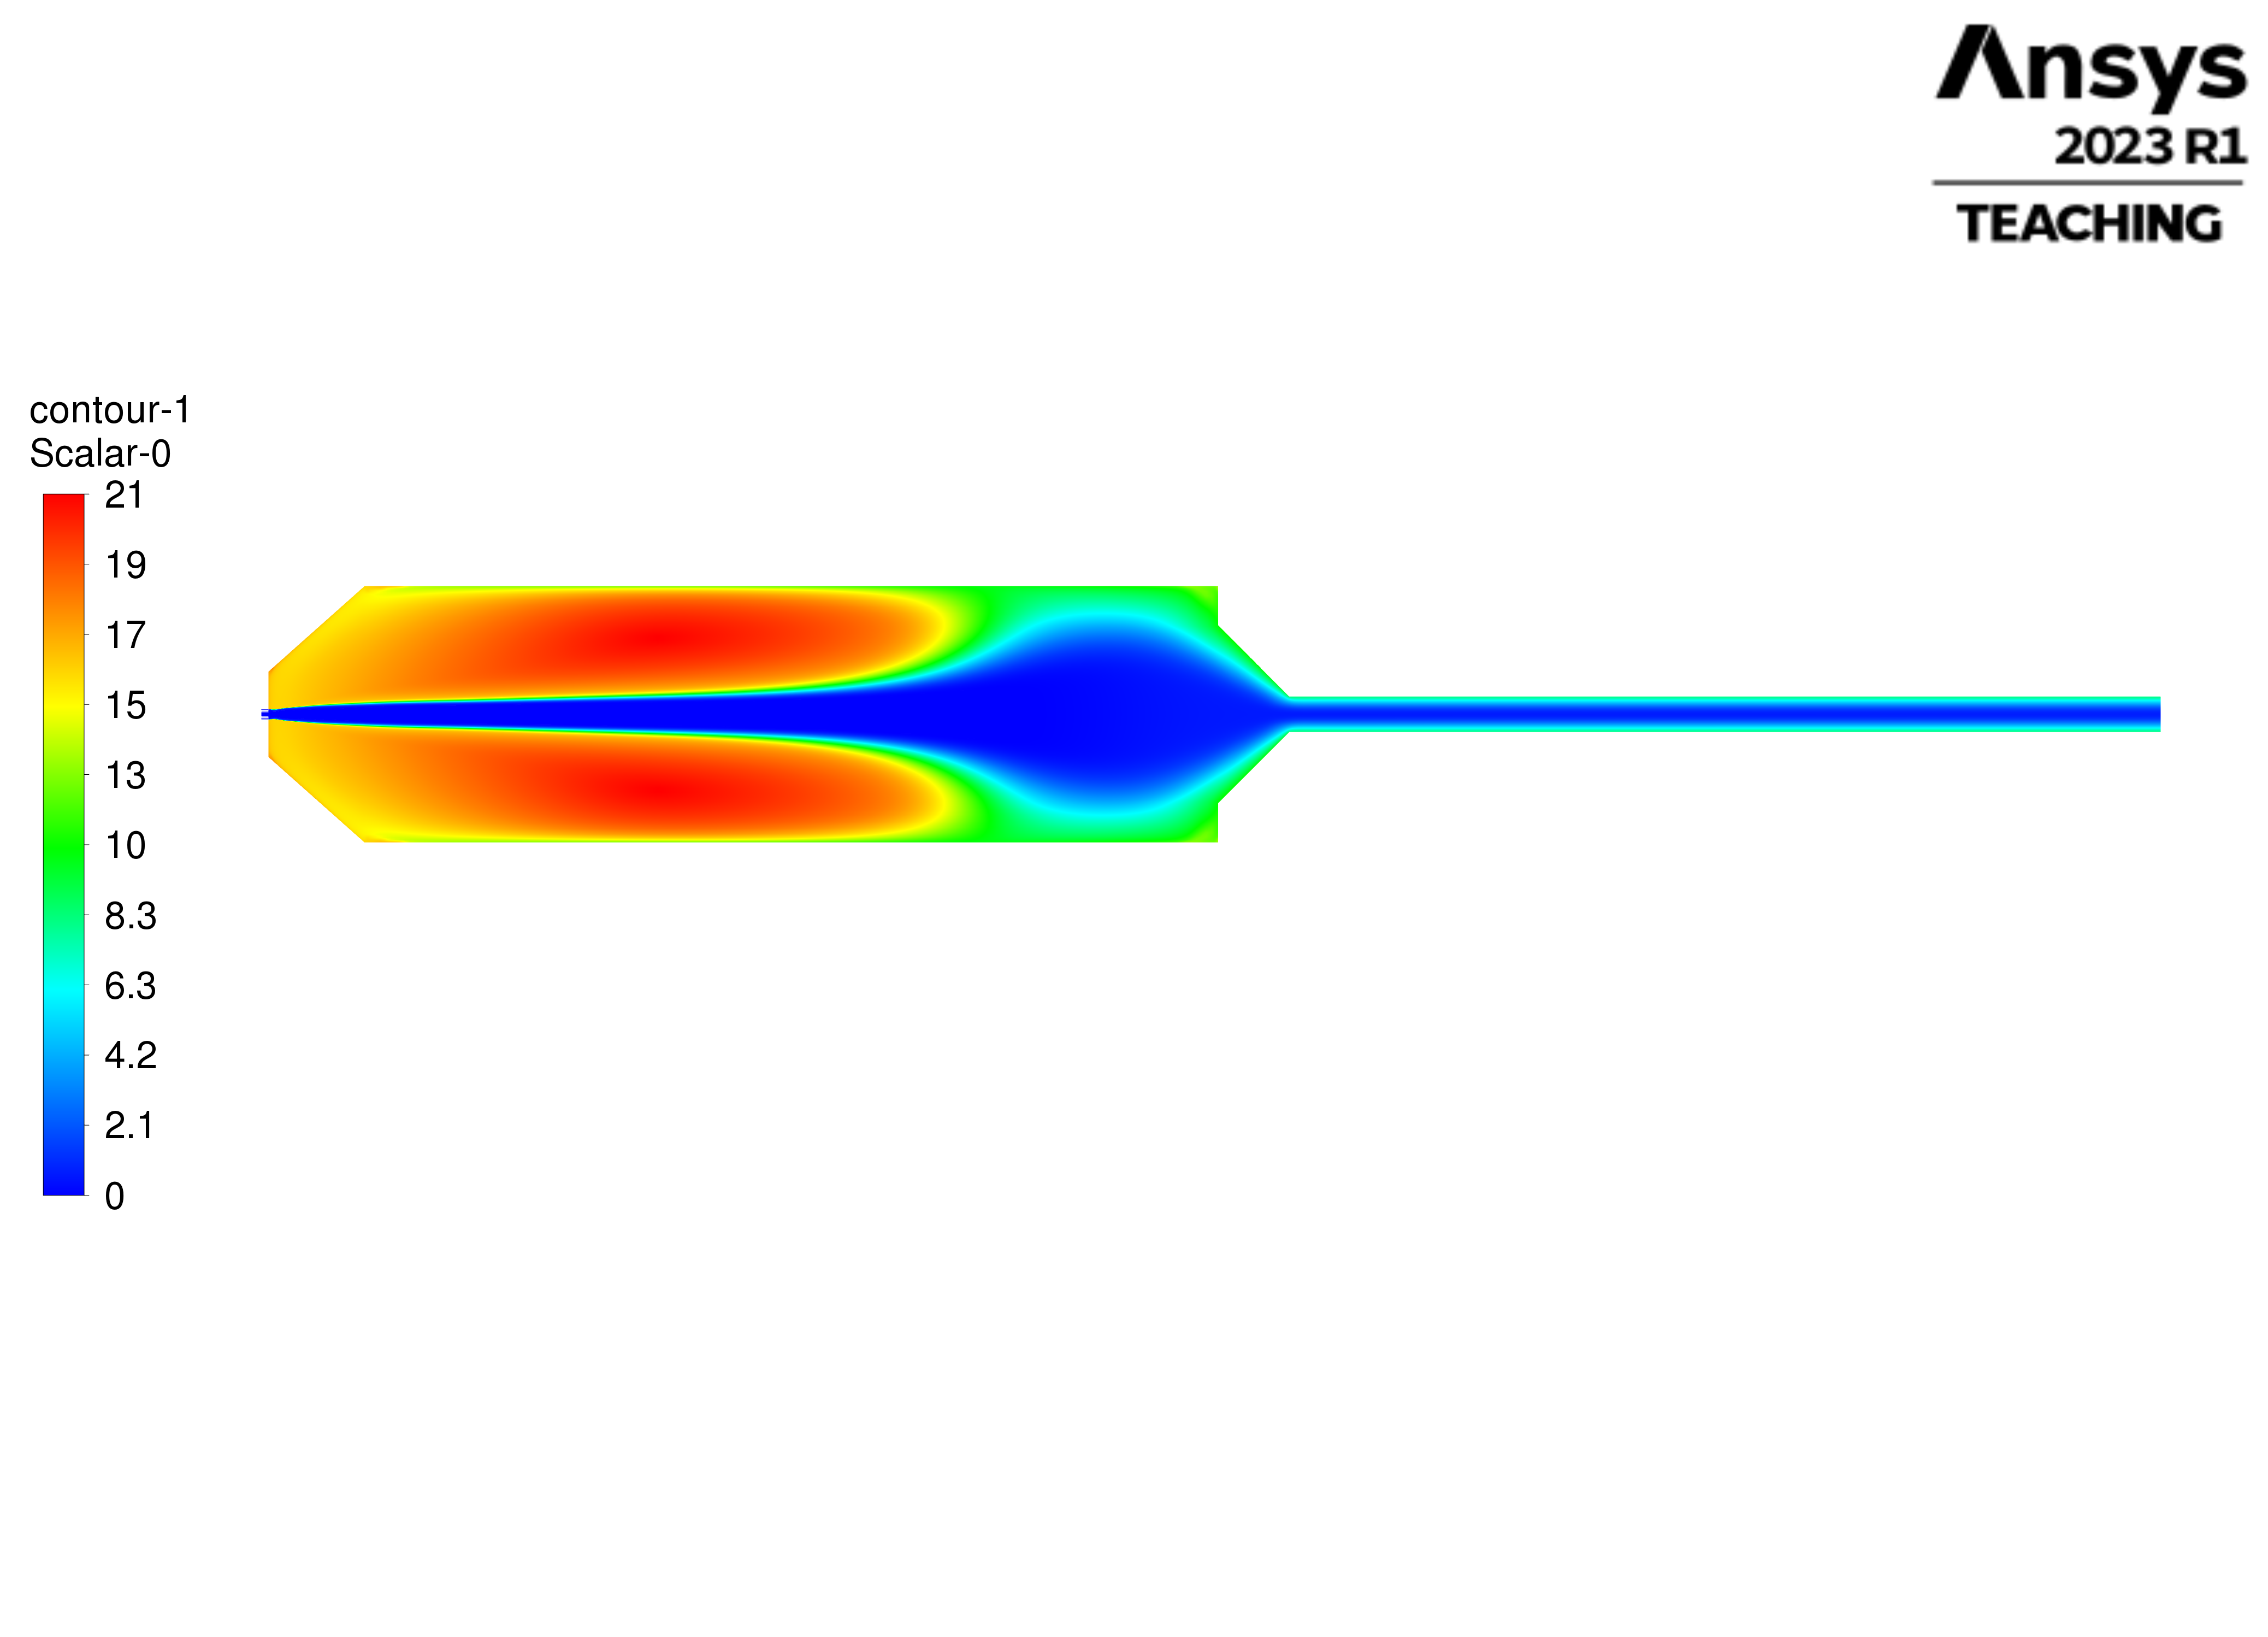 Ansys
2023 R1
TEACHING
contour-1
Scalar-0
21
19
17
15
13
10
8.3
6.3
4.2
2.1
0